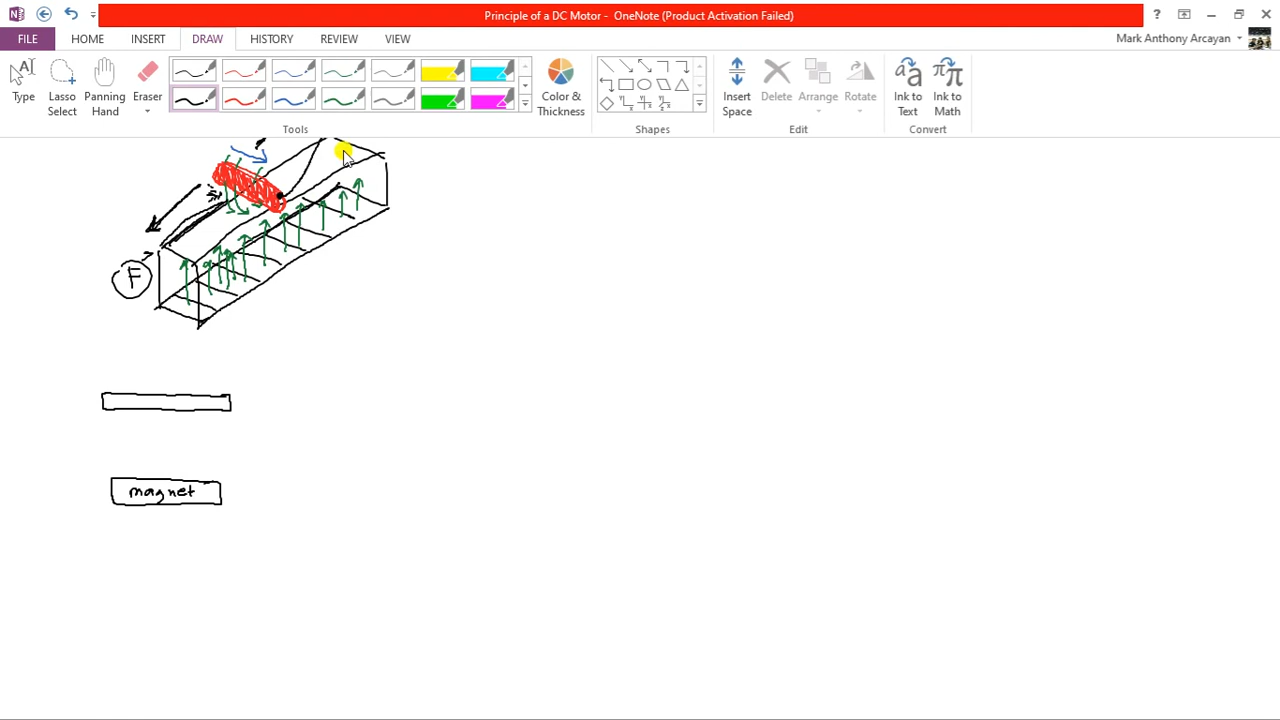 Principle of a DC Motor - OneNote (Product Activation Failed)
?
FILE HOME INSERT DRAW HISTORY REVIEW VIEW
Mark Anthony Arcayan
Type
Lasso Select
Panning Hand
Eraser
Color & Thickness
Insert Space
Delete
Arrange
Rotate
Ink to Text
Ink to Math
Tools
Shapes
Edit
Convert
F
magnet